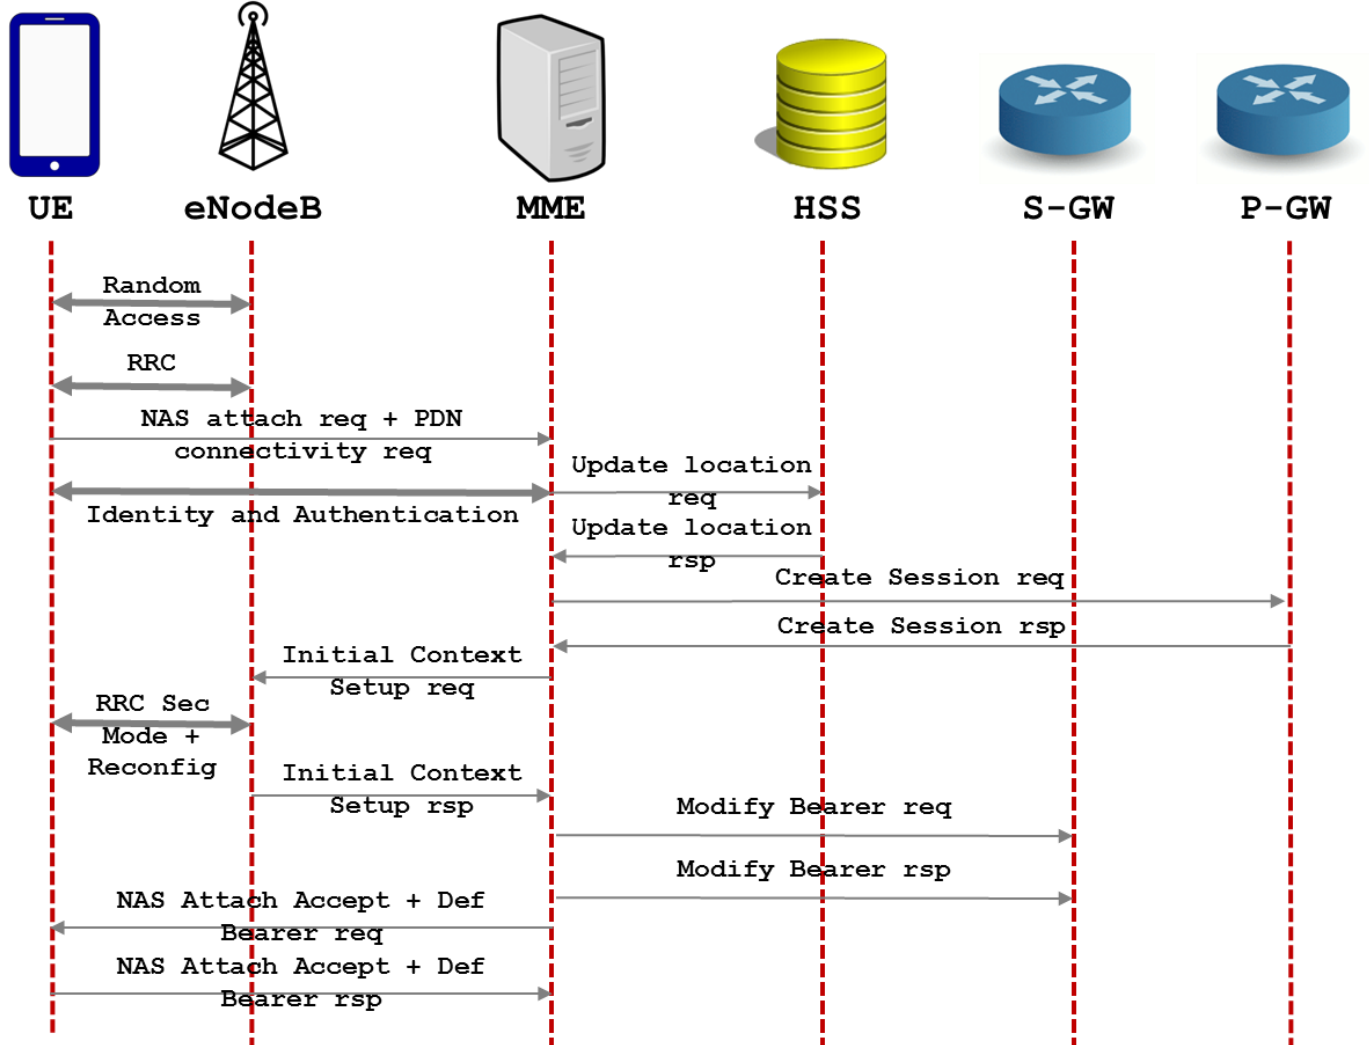 UE
eNodeB
MME
HSS
S-GW
P-GW
Random
Access
RRC
NAS attach req + PDN
connectivity req
Update location
req
Identity and Authentication
Update location
rsp
Create Session req
Create Session rsp
Initial Context
Setup req
RRC Sec
Mode +
Reconfig
Initial Context
Setup rsp
Modify Bearer req
Modify Bearer rsp
NAS Attach Accept + Def
Bearer req
NAS Attach Accept + Def
Bearer rsp